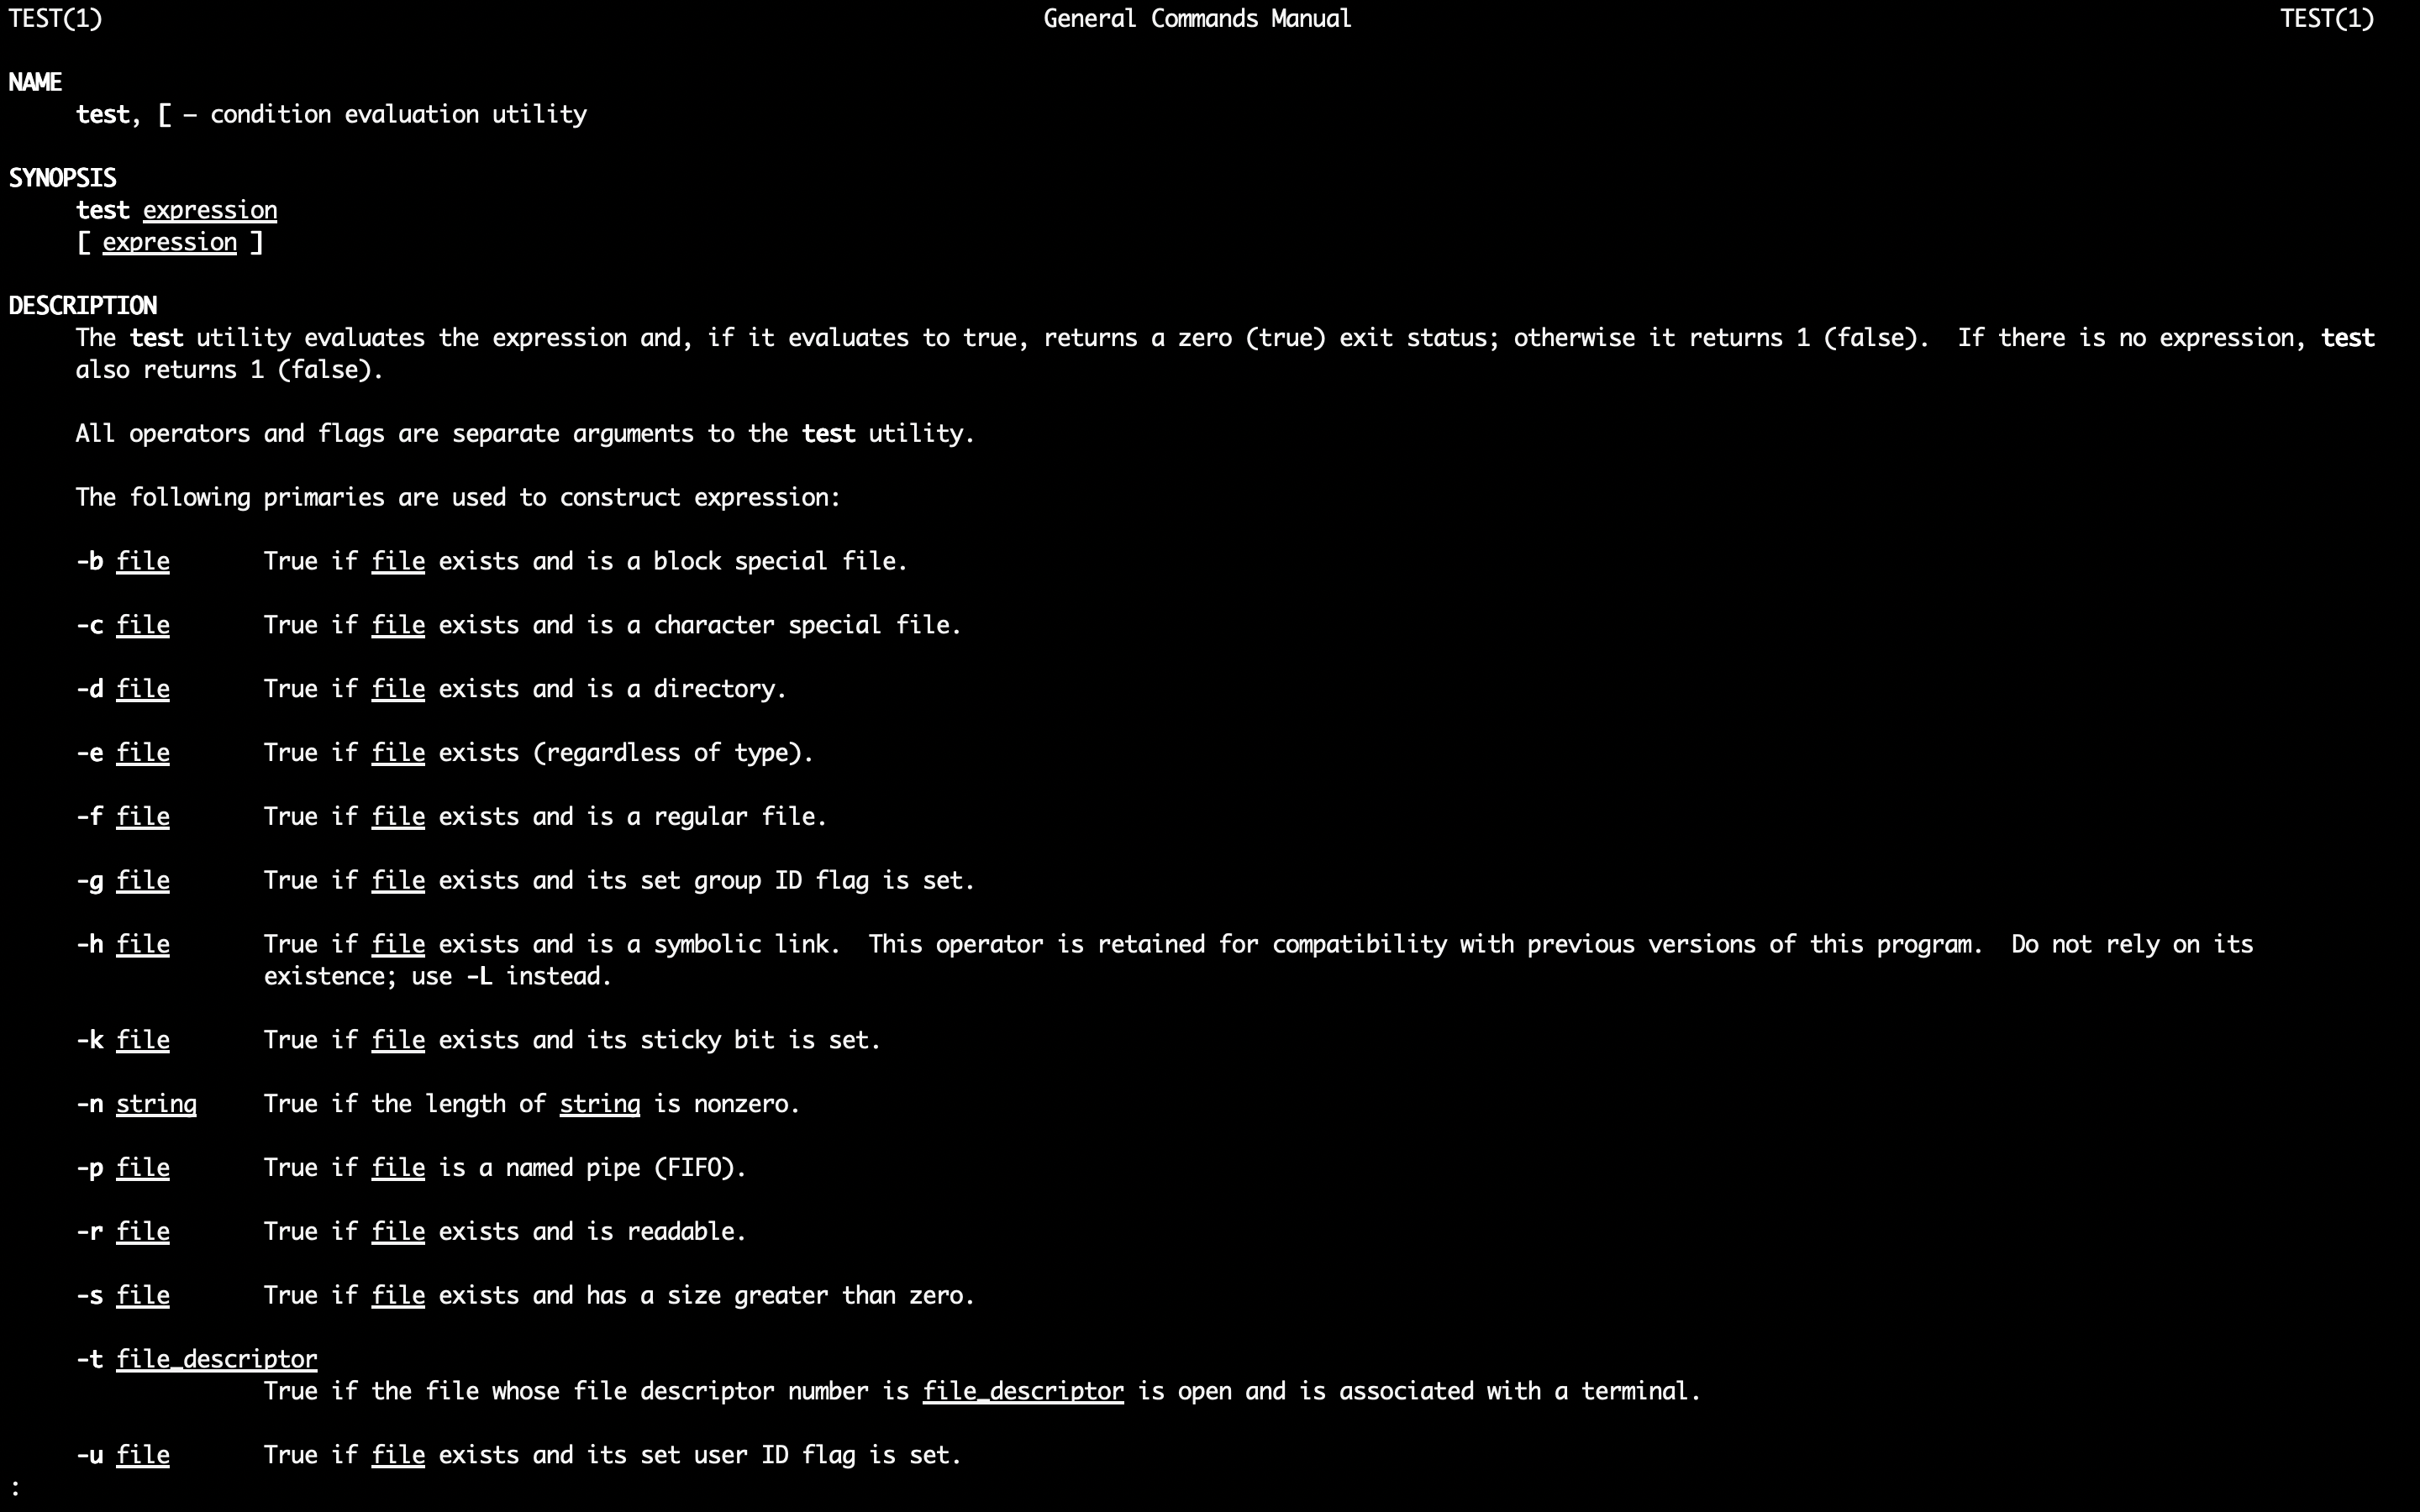 TEST(1) General Commands Manual TEST(1)
NAME
test, [ – condition evaluation utility
SYNOPSIS
test expression
[ expression ]
DESCRIPTION
The test utility evaluates the expression and, if it evaluates to true, returns a zero (true) exit status; otherwise it returns 1 (false).  If there is no expression, test
also returns 1 (false).
All operators and flags are separate arguments to the test utility.
The following primaries are used to construct expression:
-b file True if file exists and is a block special file.
-c file True if file exists and is a character special file.
-d file True if file exists and is a directory.
-e file True if file exists (regardless of type).
-f file True if file exists and is a regular file.
-g file True if file exists and its set group ID flag is set.
-h file True if file exists and is a symbolic link.  This operator is retained for compatibility with previous versions of this program.  Do not rely on its
existence; use -L instead.
-k file True if file exists and its sticky bit is set.
-n string True if the length of string is nonzero.
-p file True if file is a named pipe (FIFO).
-r file True if file exists and is readable.
-s file True if file exists and has a size greater than zero.
-t file_descriptor
True if the file whose file descriptor number is file_descriptor is open and is associated with a terminal.
-u file True if file exists and its set user ID flag is set.
: